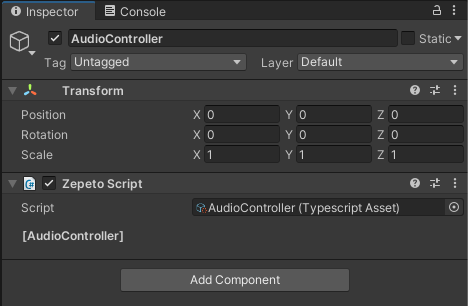 Inspector
Console
AudioController
Static
Tag Untagged Layer Default
Transform
Position X 0 Y 0 Z 0
Rotation X 0 Y 0 Z 0
Scale X 1 Y 1 Z 1
Zepeto Script
Script AudioController (Typescript Asset)
[AudioController]
Add Component